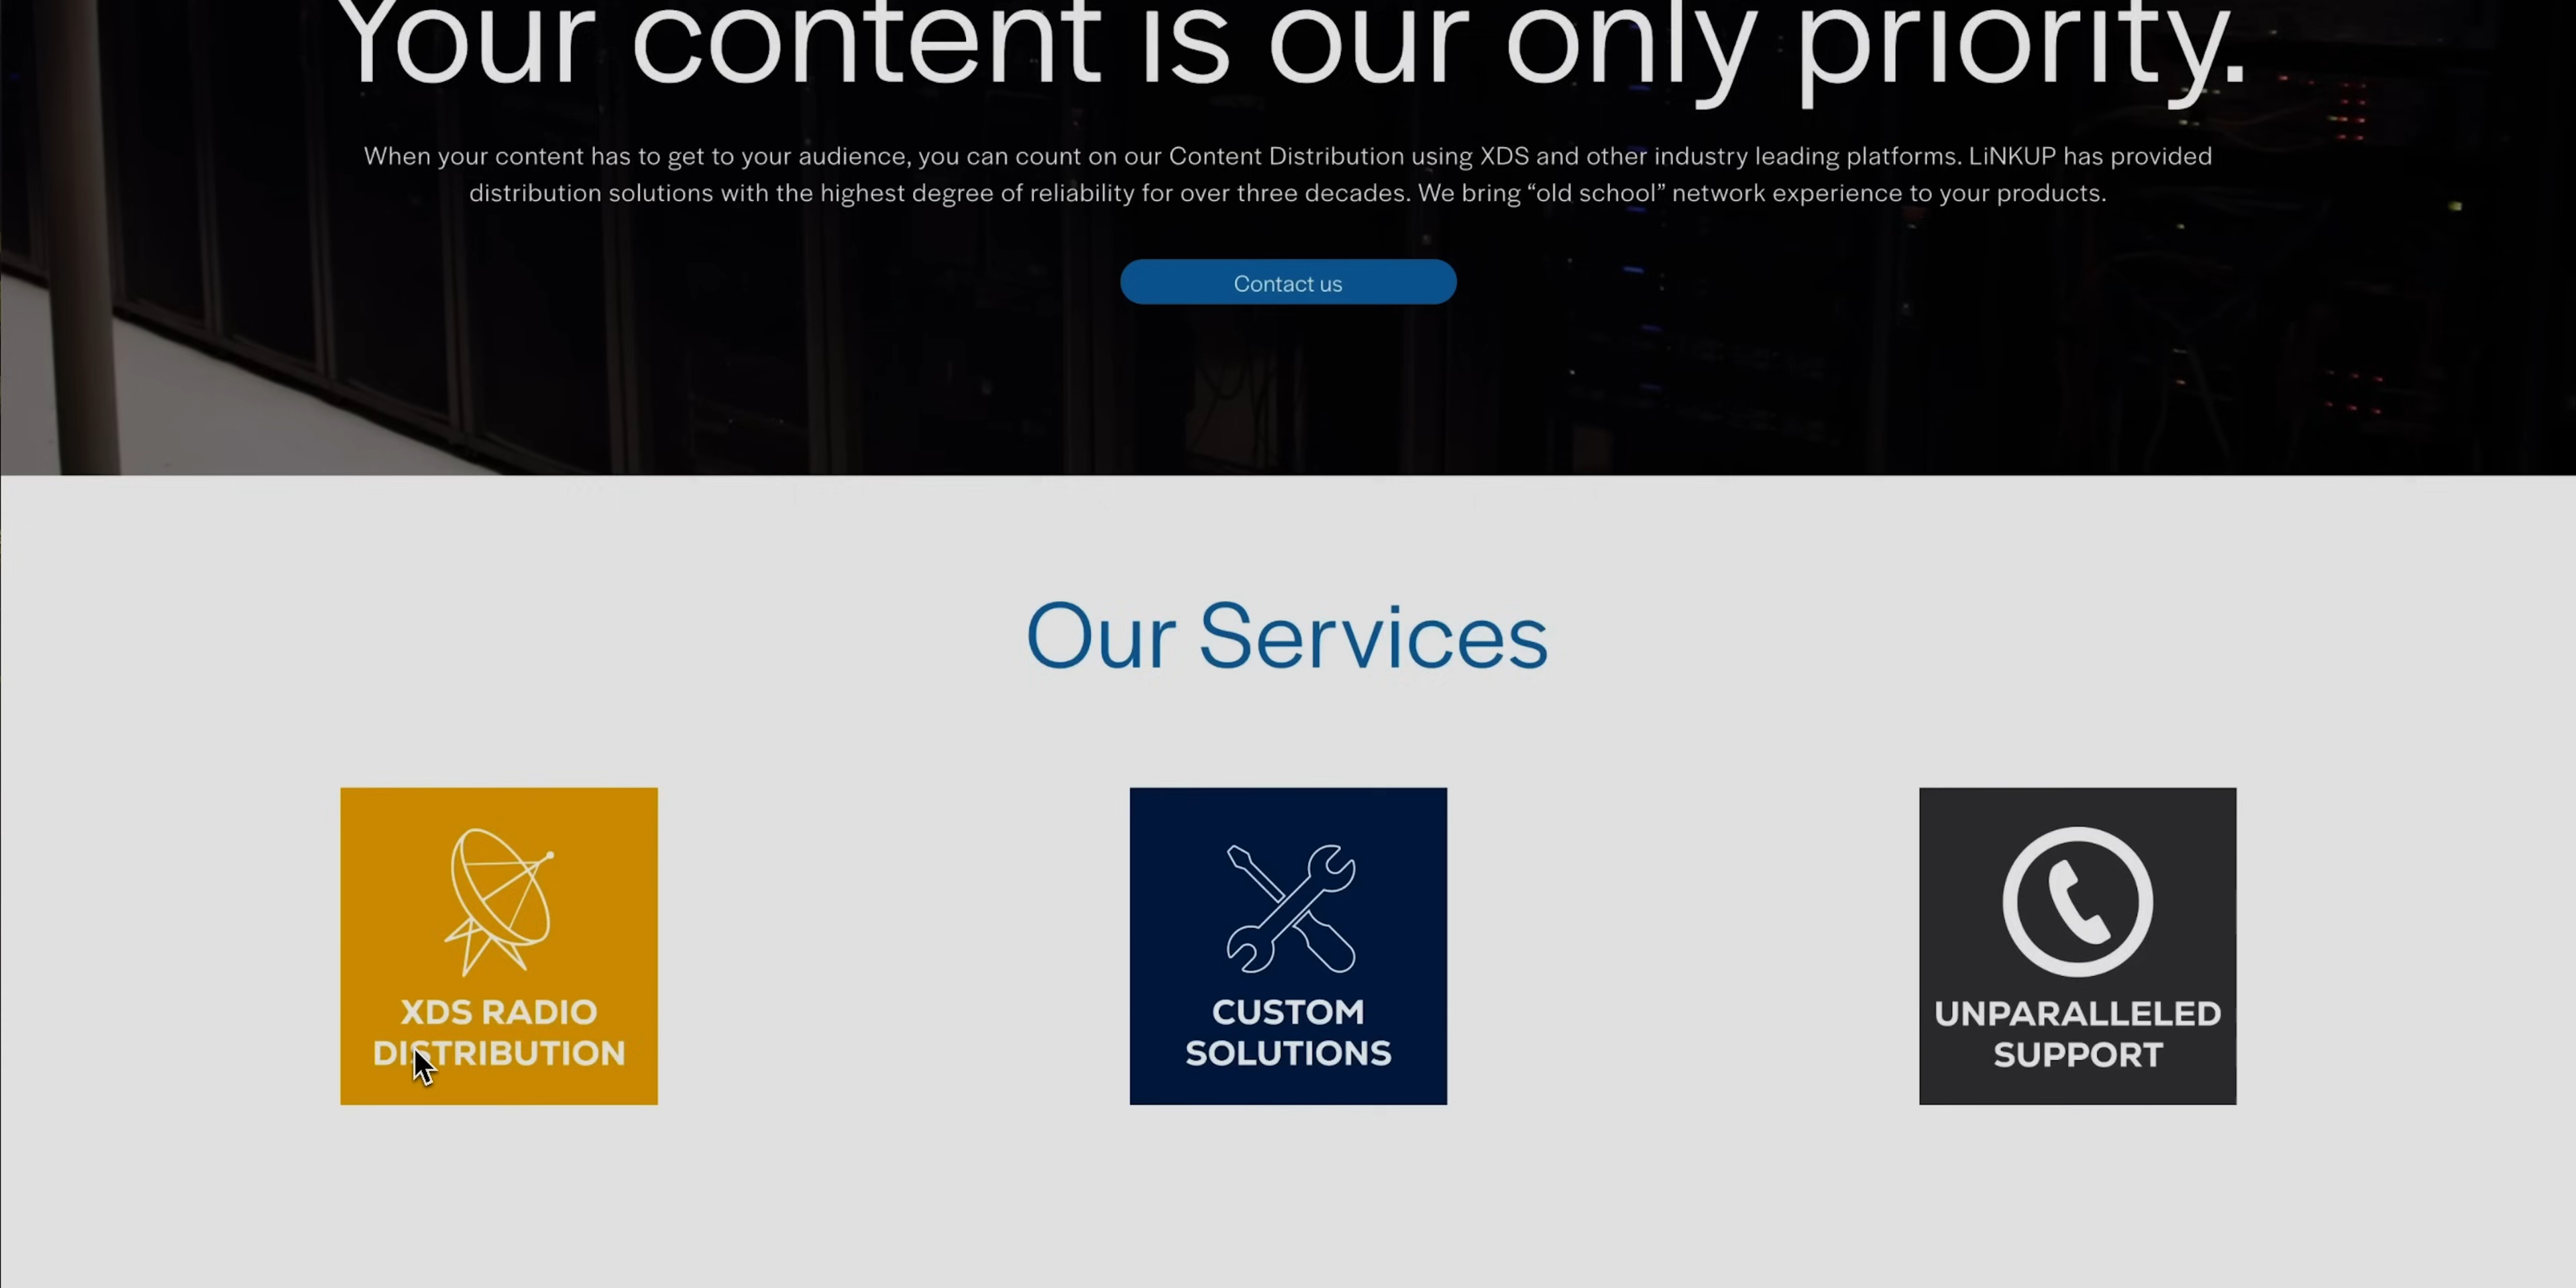 Your content is our only priority.
When your content has to get to your audience, you can count on our Content Distribution using XDS and other industry leading platforms. LiNKUP has provided
distribution solutions with the highest degree of reliability for over three decades. We bring “old school” network experience to your products.
Contact us
Our Services
XDS RADIO
DISTRIBUTION
CUSTOM
SOLUTIONS
UNPARALLELED
SUPPORT